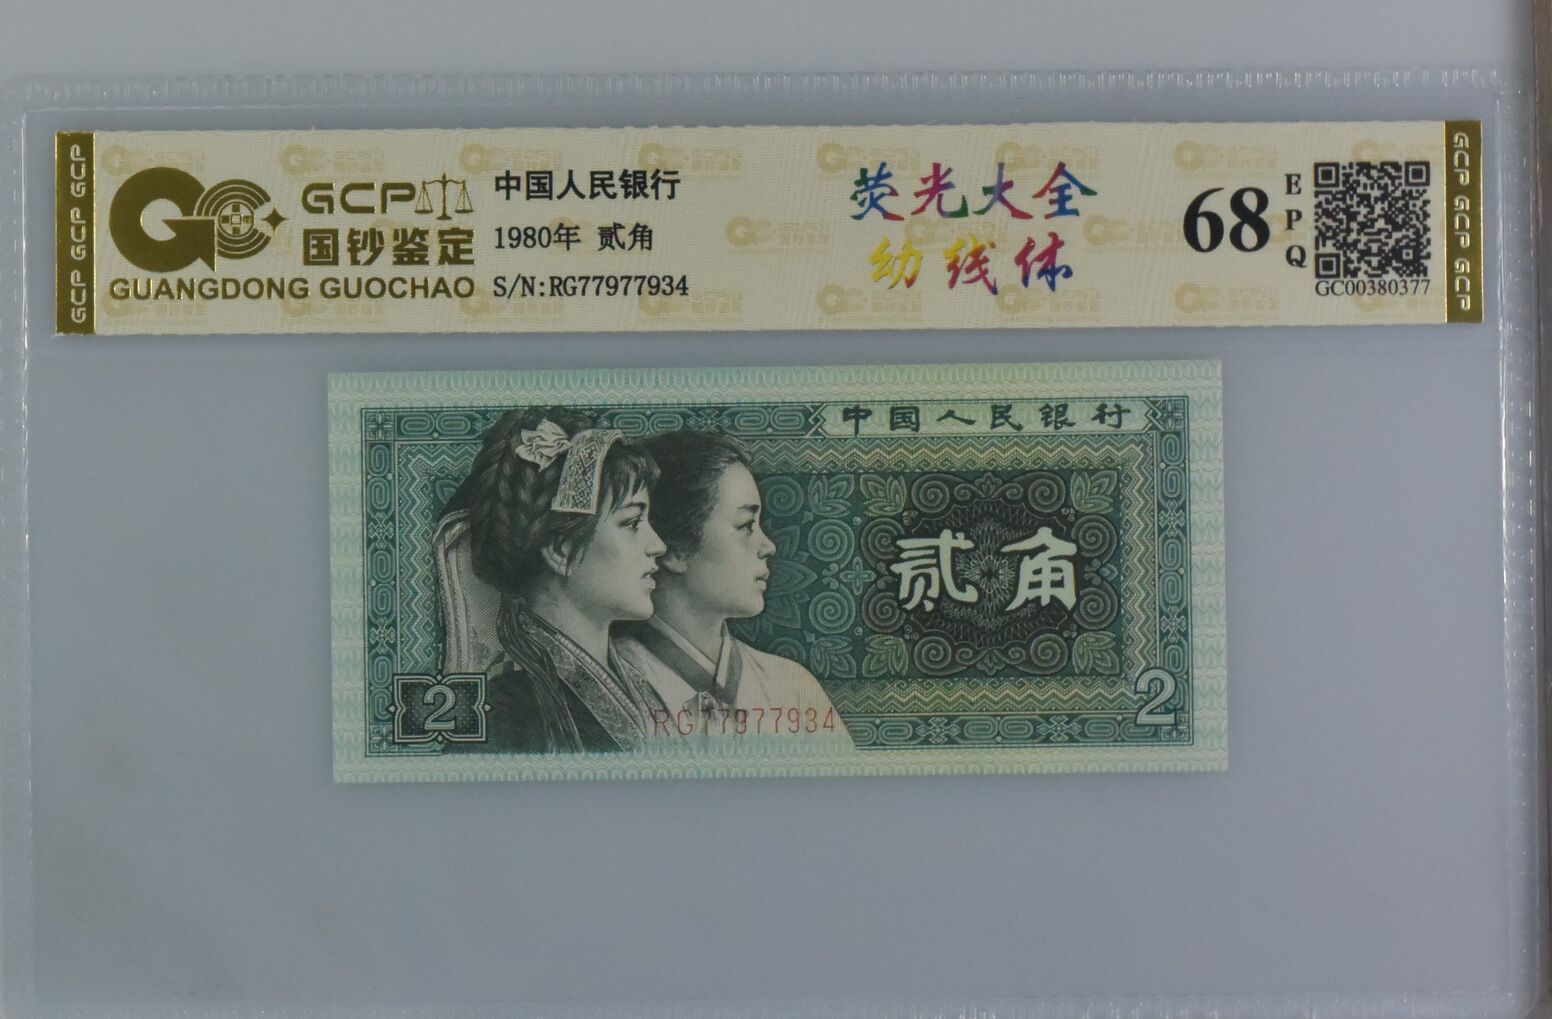 GCP GCP GCP
GCP
国钞鉴定
GUANGDONG GUOCHAO
中国人民银行
1980年 贰角
S/N:RG77977934
荧光大全
幼线体
68
EPQ
GC00380377
GCP GCP GCP
中国人民银行
贰角
2
RG77977934
2